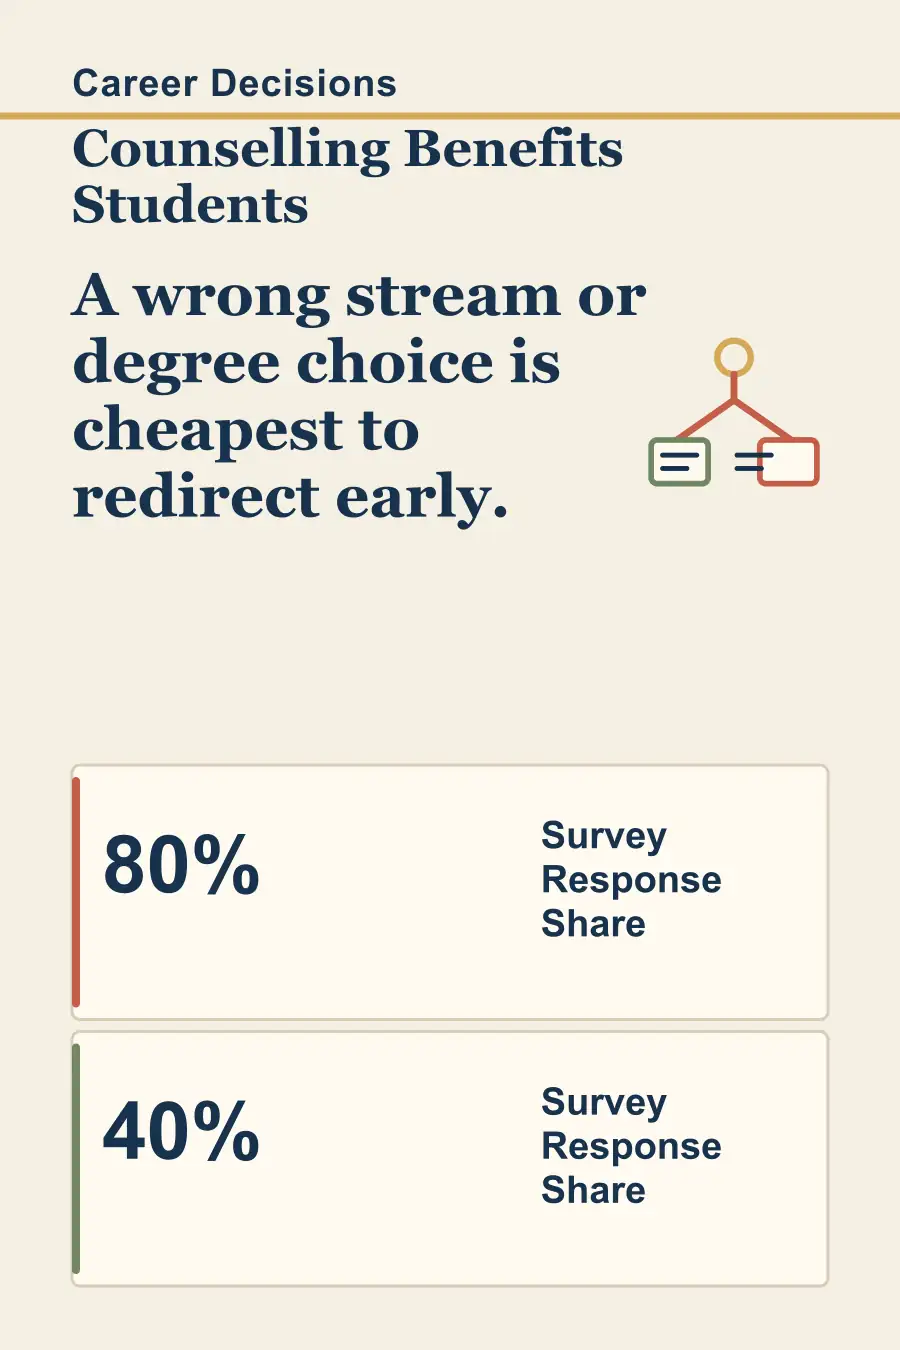 Career Decisions
Counselling Benefits
Students
A wrong stream or
degree choice is
cheapest to
redirect early.
80%
Survey
Response
Share
40%
Survey
Response
Share